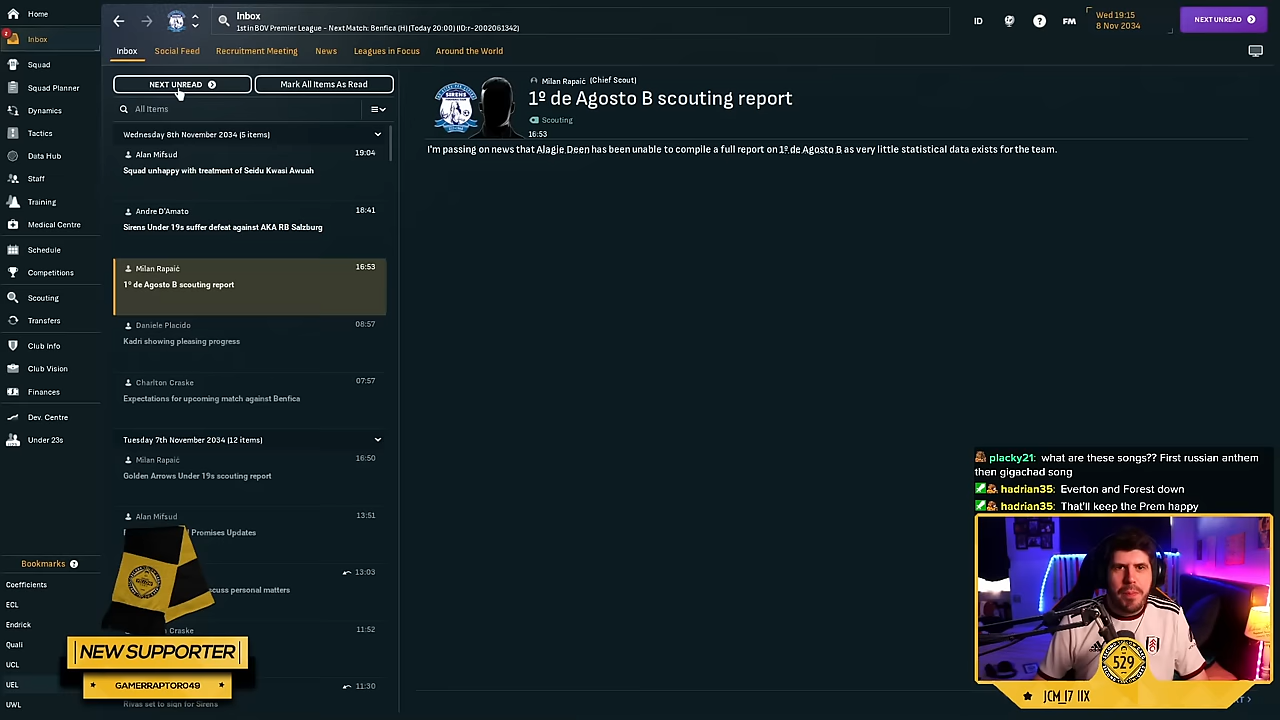 Home
Inbox
1st in BOV Premier League - Next Match: Benfica (H) (Today 20:00) (ID:r-2002061342)
ID
FM
Wed 19:15
8 Nov 2034
NEXT UNREAD
2
Inbox
Inbox
Social Feed
Recruitment Meeting
News
Leagues in Focus
Around the World
Squad
Squad Planner
Dynamics
Tactics
Data Hub
Staff
Training
Medical Centre
Schedule
Competitions
Scouting
Transfers
Club Info
Club Vision
Finances
Dev. Centre
Under 23s
Bookmarks
Coefficients
ECL
Endrick
Quali
UCL
UEL
UWL
NEXT UNREAD
Mark All Items As Read
All Items
Wednesday 8th November 2034 (5 items)
Alan Mifsud 19:04
Squad unhappy with treatment of Seidu Kwasi Awuah
Andre D'Amato 18:41
Sirens Under 19s suffer defeat against AKA RB Salzburg
Milan Rapaić 16:53
1º de Agosto B scouting report
Daniele Placido 08:57
Kadri showing pleasing progress
Charlton Craske 07:57
Expectations for upcoming match against Benfica
Tuesday 7th November 2034 (12 items)
Milan Rapaić 16:50
Golden Arrows Under 19s scouting report
Alan Mifsud 13:51
Promises Updates
13:03
scuss personal matters
Craske 11:52
11:30
Rivas set to sign for Sirens
SIRENS
Milan Rapaić (Chief Scout)
1º de Agosto B scouting report
Scouting
16:53
I'm passing on news that Alagie Deen has been unable to compile a full report on 1º de Agosto B as very little statistical data exists for the team.
NEW SUPPORTER
GAMERRAPTOR049
placky21: what are these songs?? First russian anthem
then gigachad song
hadrian35: Everton and Forest down
hadrian35: That'll keep the Prem happy
529
JCM_17 IIX